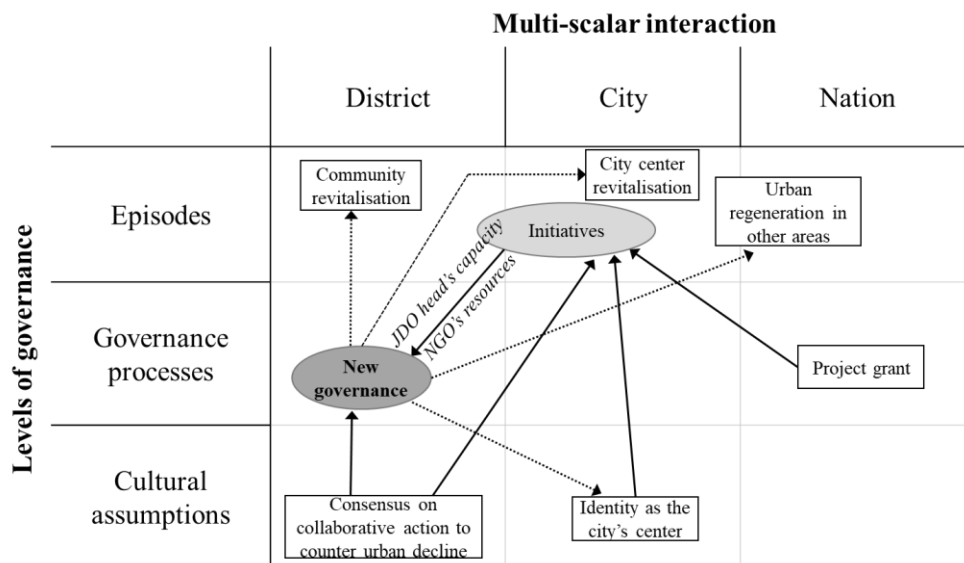 Multi-scalar interaction
District
City
Nation
Levels of governance
Episodes
Community
revitalisation
City center
revitalisation
Urban
regeneration in
other areas
Initiatives
JDO head's capacity
NGO's resources
Governance
processes
New
governance
Project grant
Cultural
assumptions
Consensus on
collaborative action to
counter urban decline
Identity as the
city's center